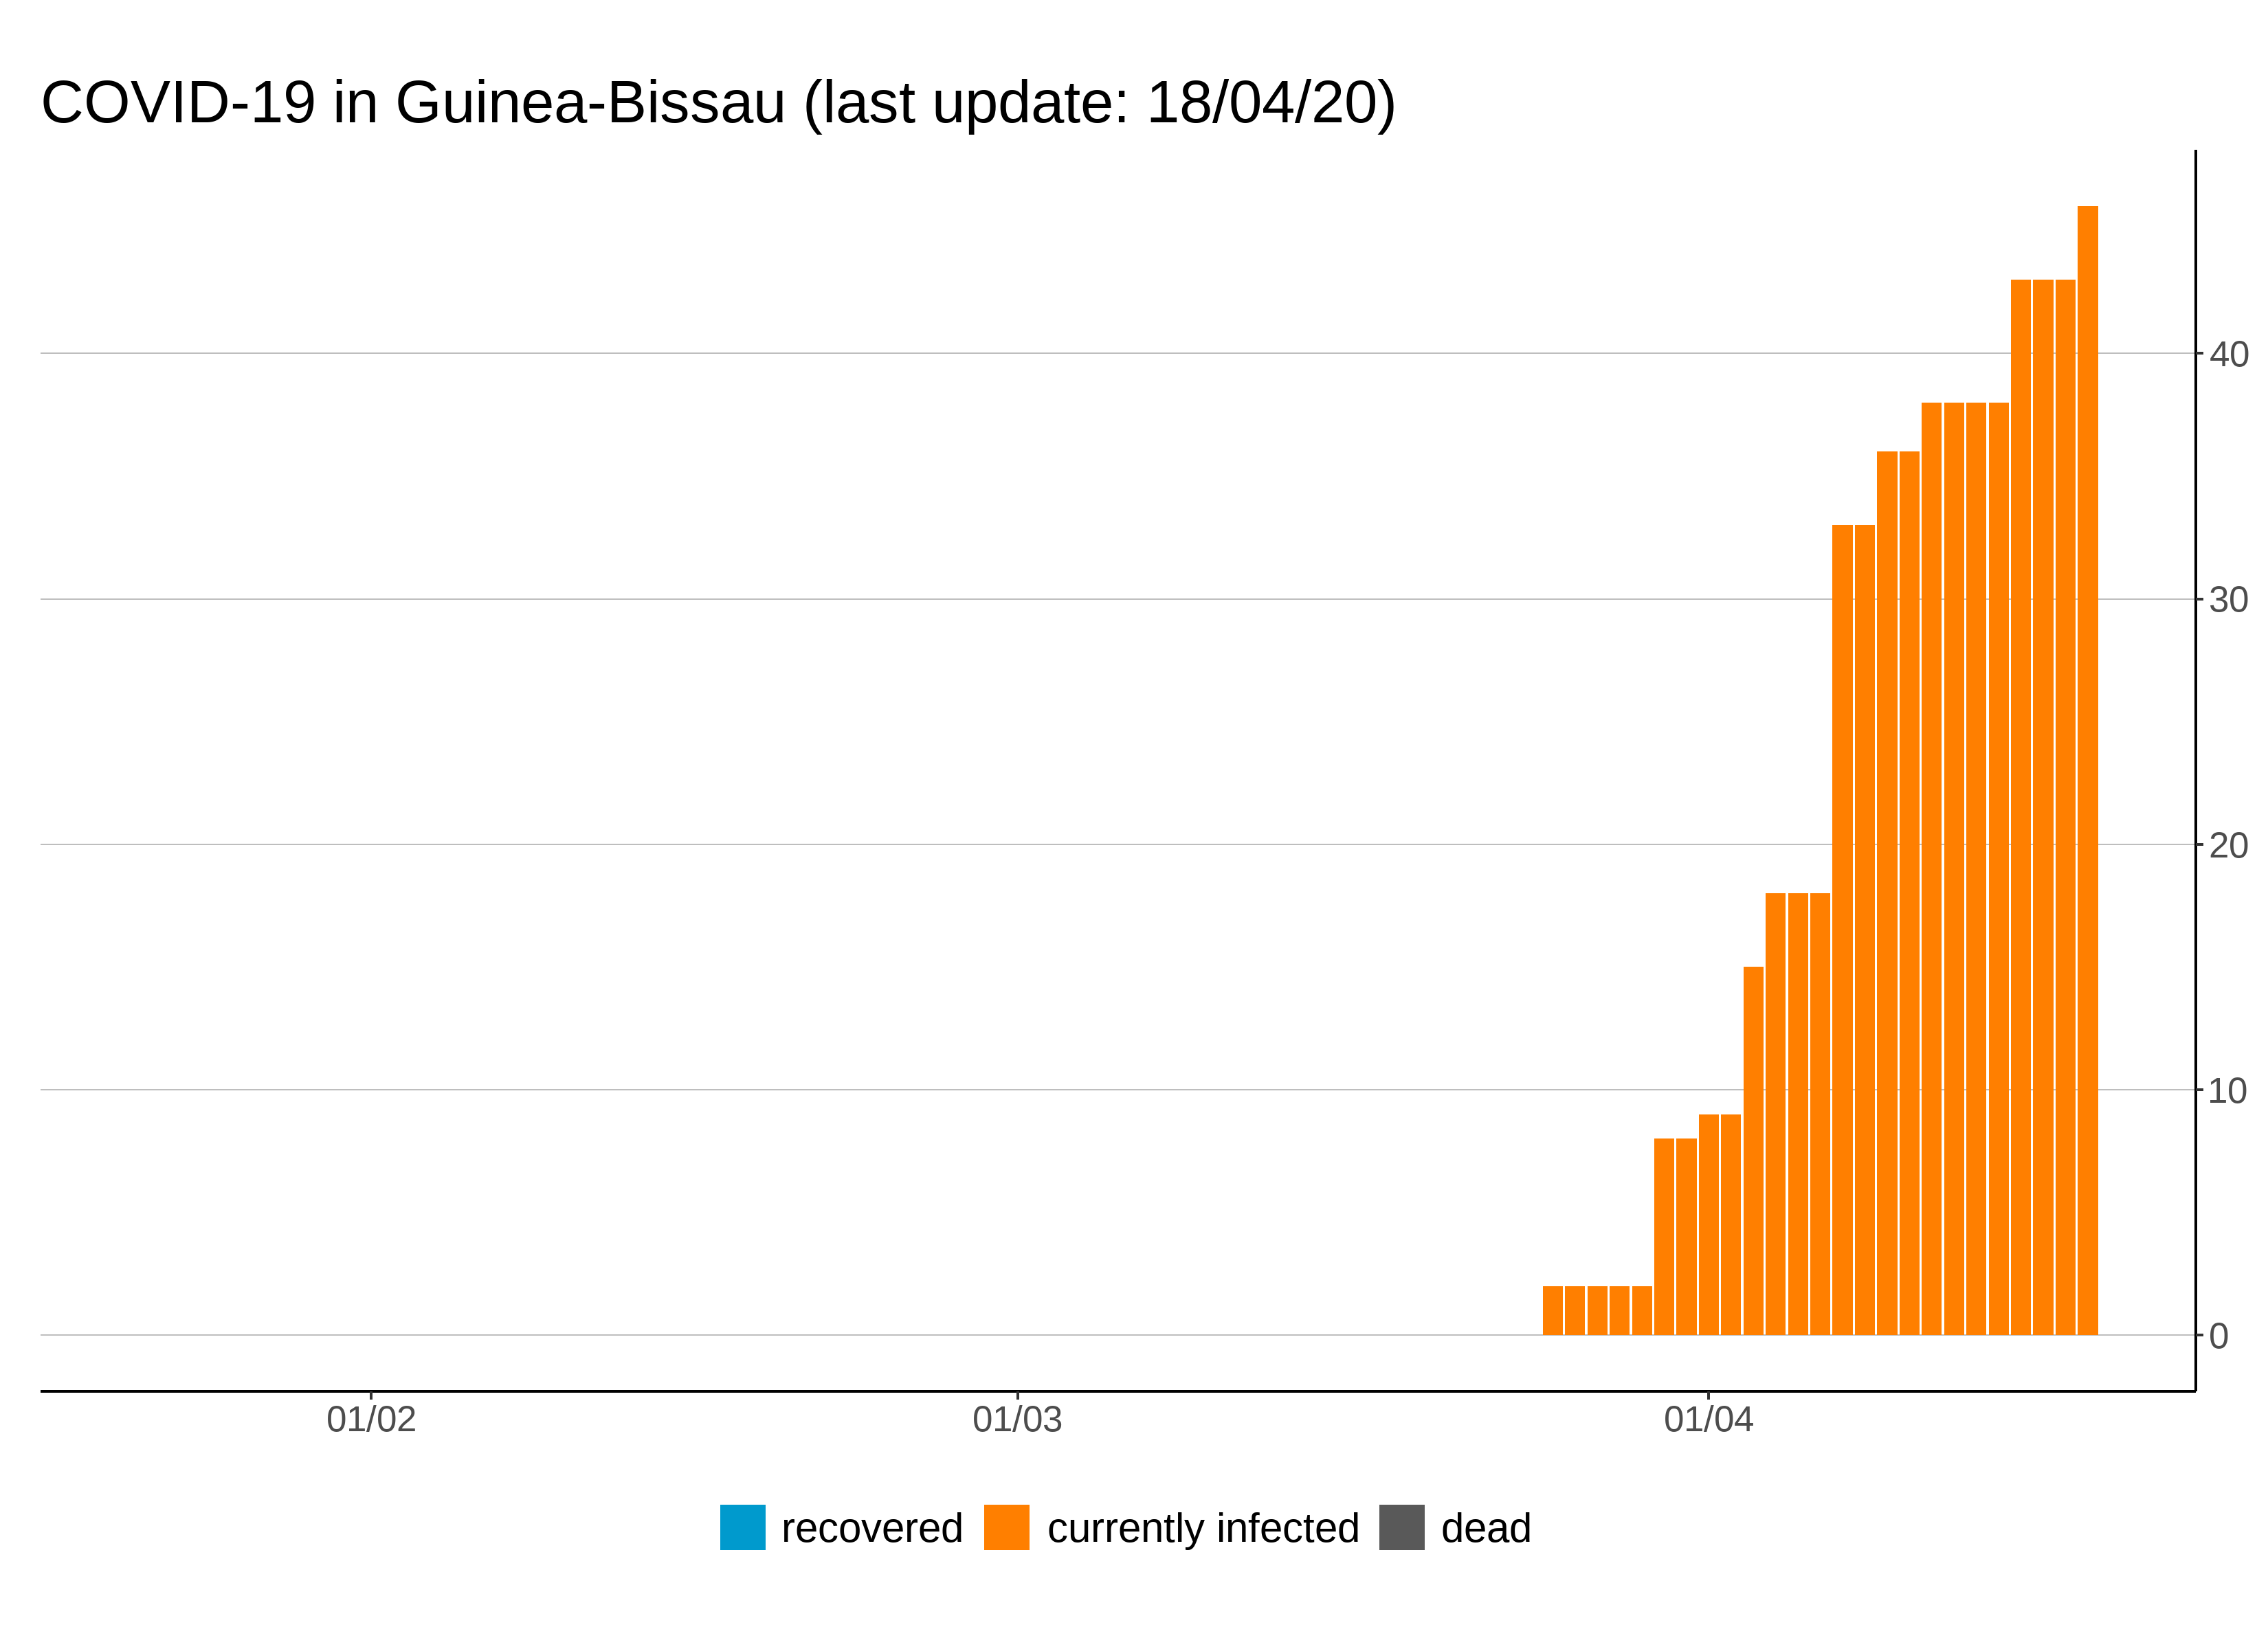 COVID-19 in Guinea-Bissau (last update: 18/04/20)
40
30
20
10
0
01/02 01/03 01/04
recovered currently infected dead